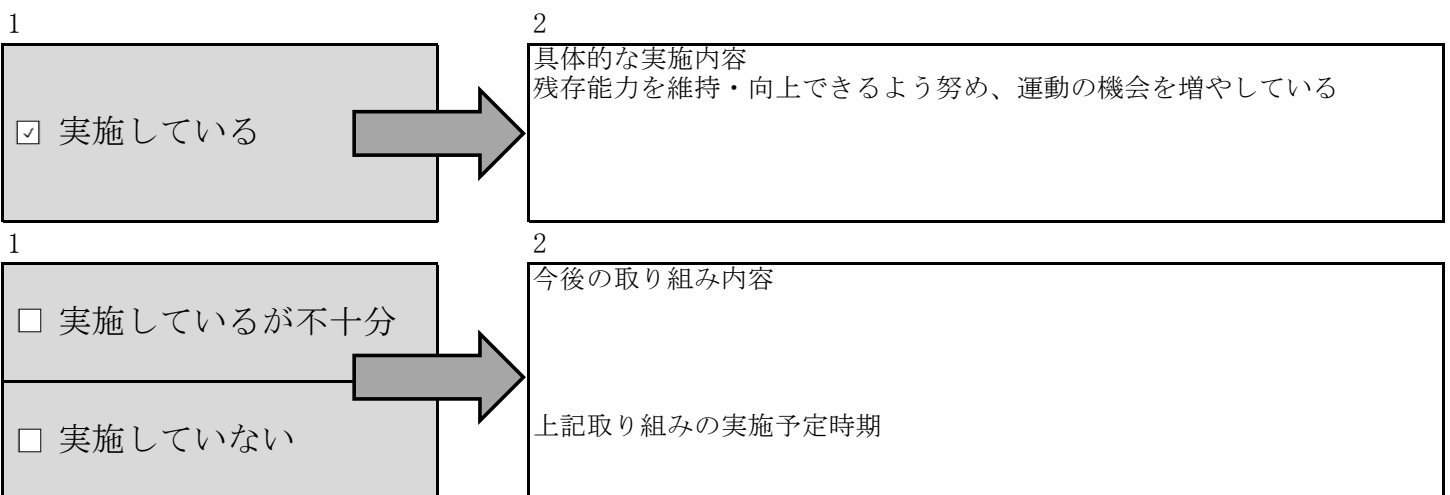 1
2
☑ 実施している
具体的な実施内容
残存能力を維持・向上できるよう努め、運動の機会を増やしている
1
2
☐ 実施しているが不十分
☐ 実施していない
今後の取り組み内容
上記取り組みの実施予定時期